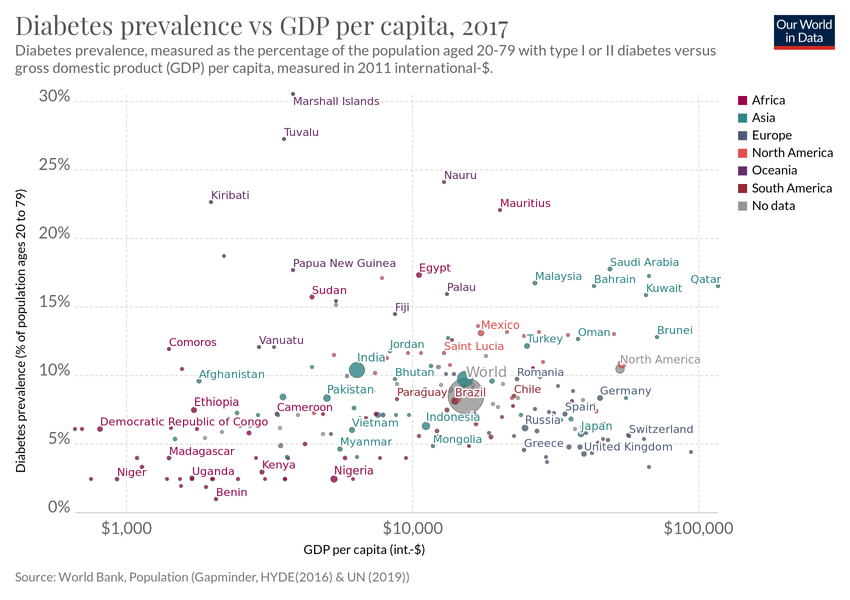 Diabetes prevalence vs GDP per capita, 2017
Our World
in Data
Diabetes prevalence, measured as the percentage of the population aged 20-79 with type I or II diabetes versus
gross domestic product (GDP) per capita, measured in 2011 international-$.
30%
25%
20%
15%
10%
5%
0%
Diabetes prevalence (% of population ages 20 to 79)
Marshall Islands
Tuvalu
Nauru
Kiribati
Mauritius
Papua New Guinea
Egypt
Saudi Arabia
Malaysia
Bahrain
Qatar
Sudan
Palau
Kuwait
Fiji
Mexico
Comoros
Vanuatu
Jordan
Saint Lucia
Turkey
Oman
Brunei
India
North America
Afghanistan
Bhutan
World
Romania
Pakistan
Paraguay
Brazil
Chile
Germany
Ethiopia
Cameroon
Spain
Democratic Republic of Congo
Vietnam
Indonesia
Russia
Japan
Switzerland
Myanmar
Mongolia
Greece
United Kingdom
Madagascar
Niger
Uganda
Kenya
Nigeria
Benin
$1,000
$10,000
$100,000
GDP per capita (int.-$)
Africa
Asia
Europe
North America
Oceania
South America
No data
Source: World Bank, Population (Gapminder, HYDE(2016) & UN (2019))